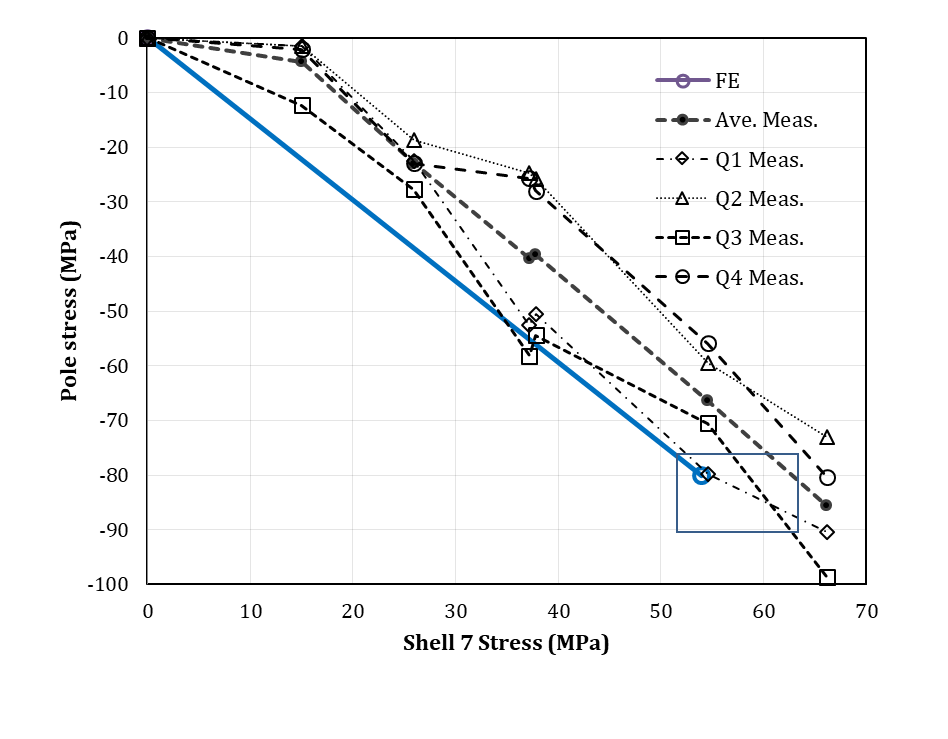 0
-10
-20
-30
-40
-50
-60
-70
-80
-90
-100
Pole stress (MPa)
FE
Ave. Meas.
Q1 Meas.
Q2 Meas.
Q3 Meas.
Q4 Meas.
0 10 20 30 40 50 60 70
Shell 7 Stress (MPa)